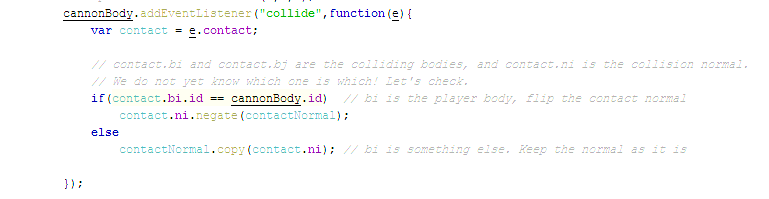 cannonBody.addEventListener("collide",function(e){
var contact = e.contact;
// contact.bi and contact.bj are the colliding bodies, and contact.ni is the collision normal.
// We do not yet know which one is which! Let's check.
if(contact.bi.id == cannonBody.id)  // bi is the player body, flip the contact normal
contact.ni.negate(contactNormal);
else
contactNormal.copy(contact.ni); // bi is something else. Keep the normal as it is
});